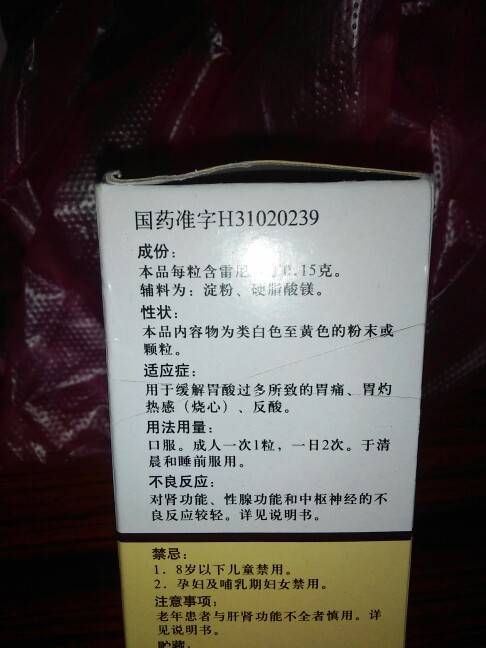 国药准字H31020239
成份：
本品每粒含雷尼 0.15克。
辅料为：淀粉、硬脂酸镁。
性状：
本品内容物为类白色至黄色的粉末或
颗粒。
适应症：
用于缓解胃酸过多所致的胃痛、胃灼
热感（烧心）、反酸。
用法用量：
口服。成人一次1粒，一日2次。于清
晨和睡前服用。
不良反应：
对肾功能、性腺功能和中枢神经的不
良反应较轻。详见说明书。
禁忌：
1．8岁以下儿童禁用。
2．孕妇及哺乳期妇女禁用。
注意事项：
老年患者与肝肾功能不全者慎用。详
见说明书。
贮藏：